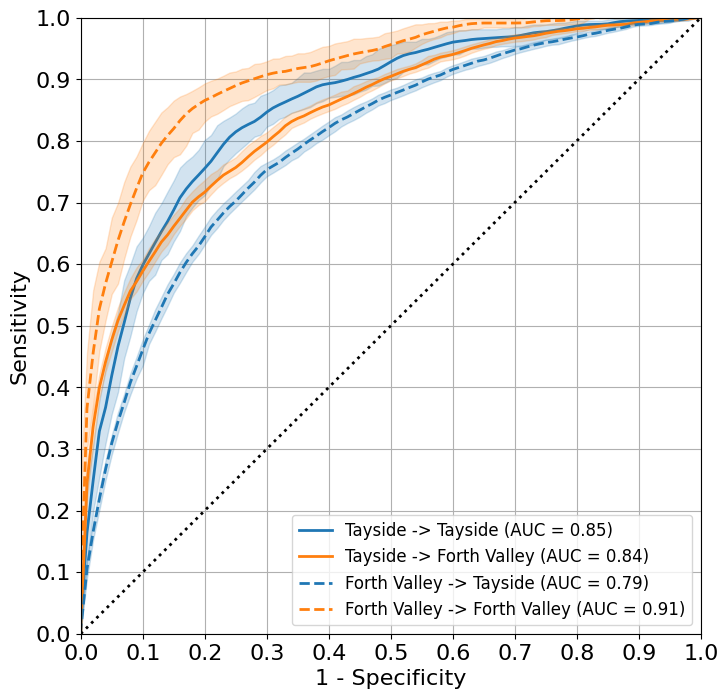 1.0
0.9
0.8
0.7
0.6
0.5
0.4
0.3
0.2
0.1
0.0
Sensitivity
Tayside -> Tayside (AUC = 0.85)
Tayside -> Forth Valley (AUC = 0.84)
Forth Valley -> Tayside (AUC = 0.79)
Forth Valley -> Forth Valley (AUC = 0.91)
0.0 0.1 0.2 0.3 0.4 0.5 0.6 0.7 0.8 0.9 1.0
1 - Specificity